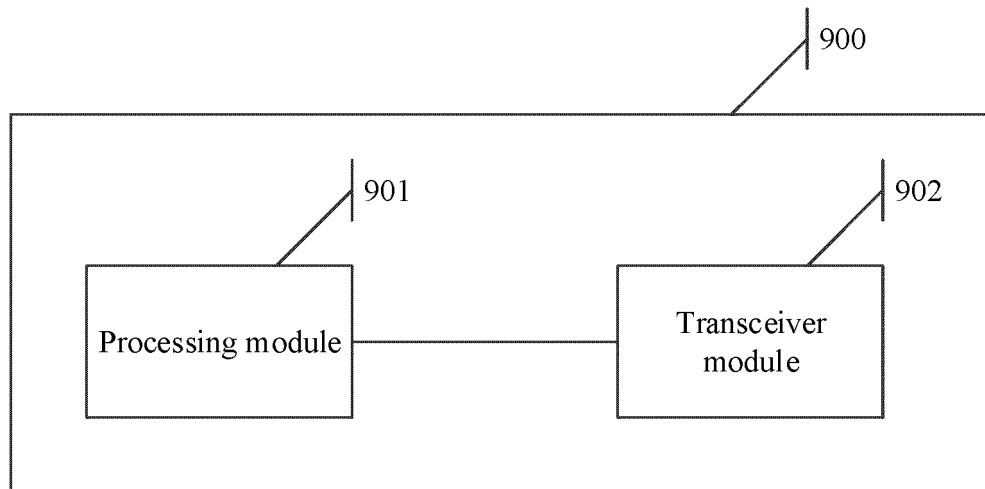 900
901
902
Processing module
Transceiver
module